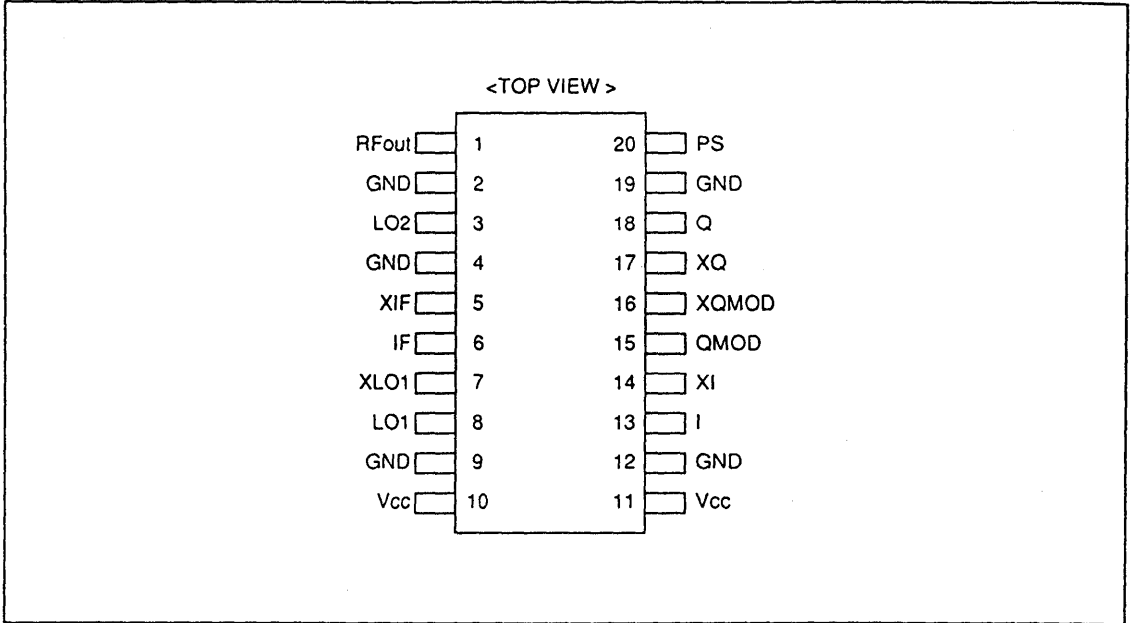 <TOP VIEW >
RFout 1 20 PS
GND 2 19 GND
LO2 3 18 Q
GND 4 17 XQ
XIF 5 16 XQMOD
IF 6 15 QMOD
XLO1 7 14 XI
LO1 8 13 I
GND 9 12 GND
Vcc 10 11 Vcc